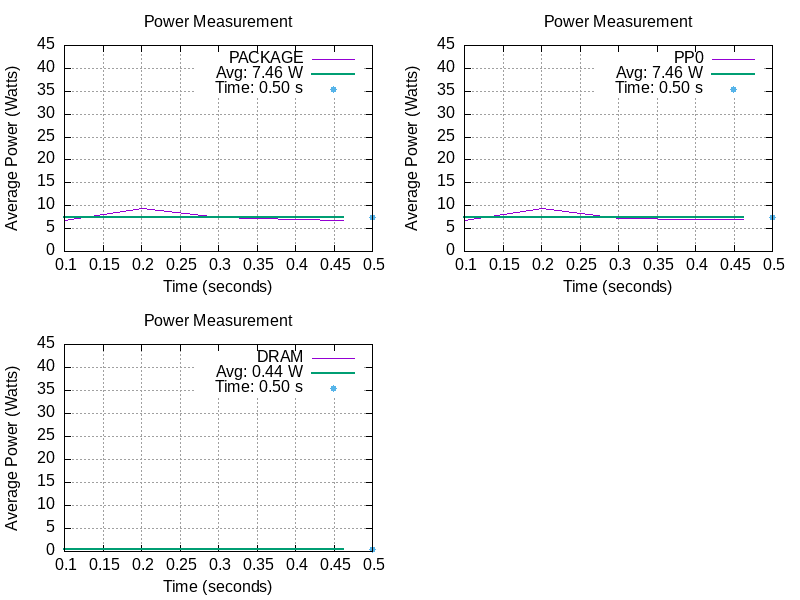 Power Measurement
45
40
35
30
25
20
15
10
5
0
Average Power (Watts)
PACKAGE
Avg: 7.46 W
Time: 0.50 s
0.1 0.15 0.2 0.25 0.3 0.35 0.4 0.45 0.5
Time (seconds)
Power Measurement
45
40
35
30
25
20
15
10
5
0
Average Power (Watts)
PP0
Avg: 7.46 W
Time: 0.50 s
0.1 0.15 0.2 0.25 0.3 0.35 0.4 0.45 0.5
Time (seconds)
Power Measurement
45
40
35
30
25
20
15
10
5
0
Average Power (Watts)
DRAM
Avg: 0.44 W
Time: 0.50 s
0.1 0.15 0.2 0.25 0.3 0.35 0.4 0.45 0.5
Time (seconds)